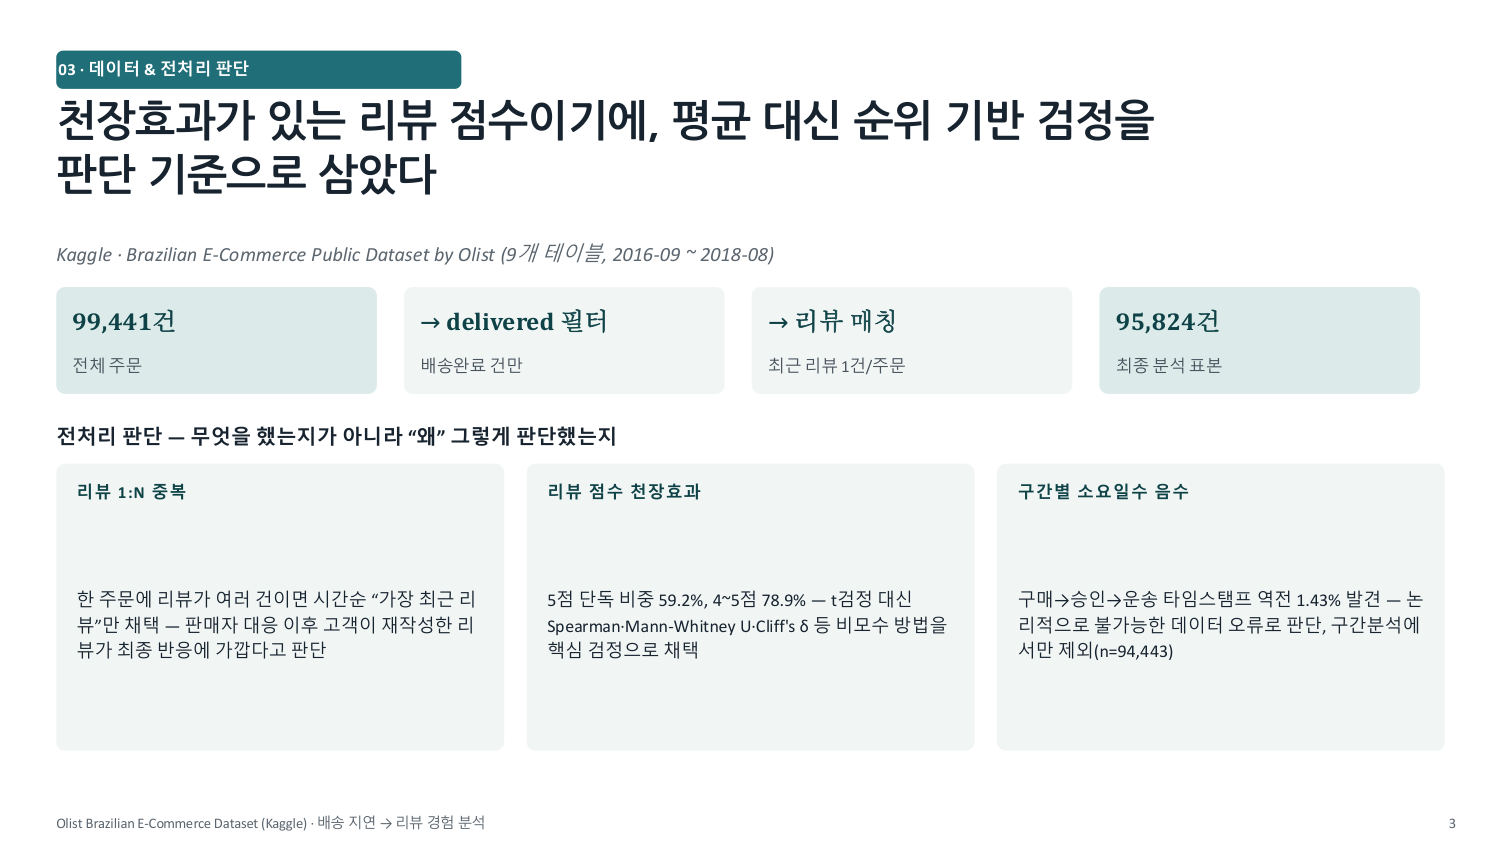 03 · 데이터 & 전처리 판단
천장효과가 있는 리뷰 점수이기에, 평균 대신 순위 기반 검정을
판단 기준으로 삼았다
Kaggle · Brazilian E-Commerce Public Dataset by Olist (9개 테이블, 2016-09 ~ 2018-08)
99,441건
전체 주문
→ delivered 필터
배송완료 건만
→ 리뷰 매칭
최근 리뷰 1건/주문
95,824건
최종 분석 표본
전처리 판단 — 무엇을 했는지가 아니라 “왜” 그렇게 판단했는지
리뷰 1:N 중복
한 주문에 리뷰가 여러 건이면 시간순 “가장 최근 리
뷰”만 채택 — 판매자 대응 이후 고객이 재작성한 리
뷰가 최종 반응에 가깝다고 판단
리뷰 점수 천장효과
5점 단독 비중 59.2%, 4~5점 78.9% — t검정 대신
Spearman·Mann-Whitney U·Cliff's δ 등 비모수 방법을
핵심 검정으로 채택
구간별 소요일수 음수
구매→승인→운송 타임스탬프 역전 1.43% 발견 — 논
리적으로 불가능한 데이터 오류로 판단, 구간분석에
서만 제외(n=94,443)
Olist Brazilian E-Commerce Dataset (Kaggle) · 배송 지연 → 리뷰 경험 분석
3